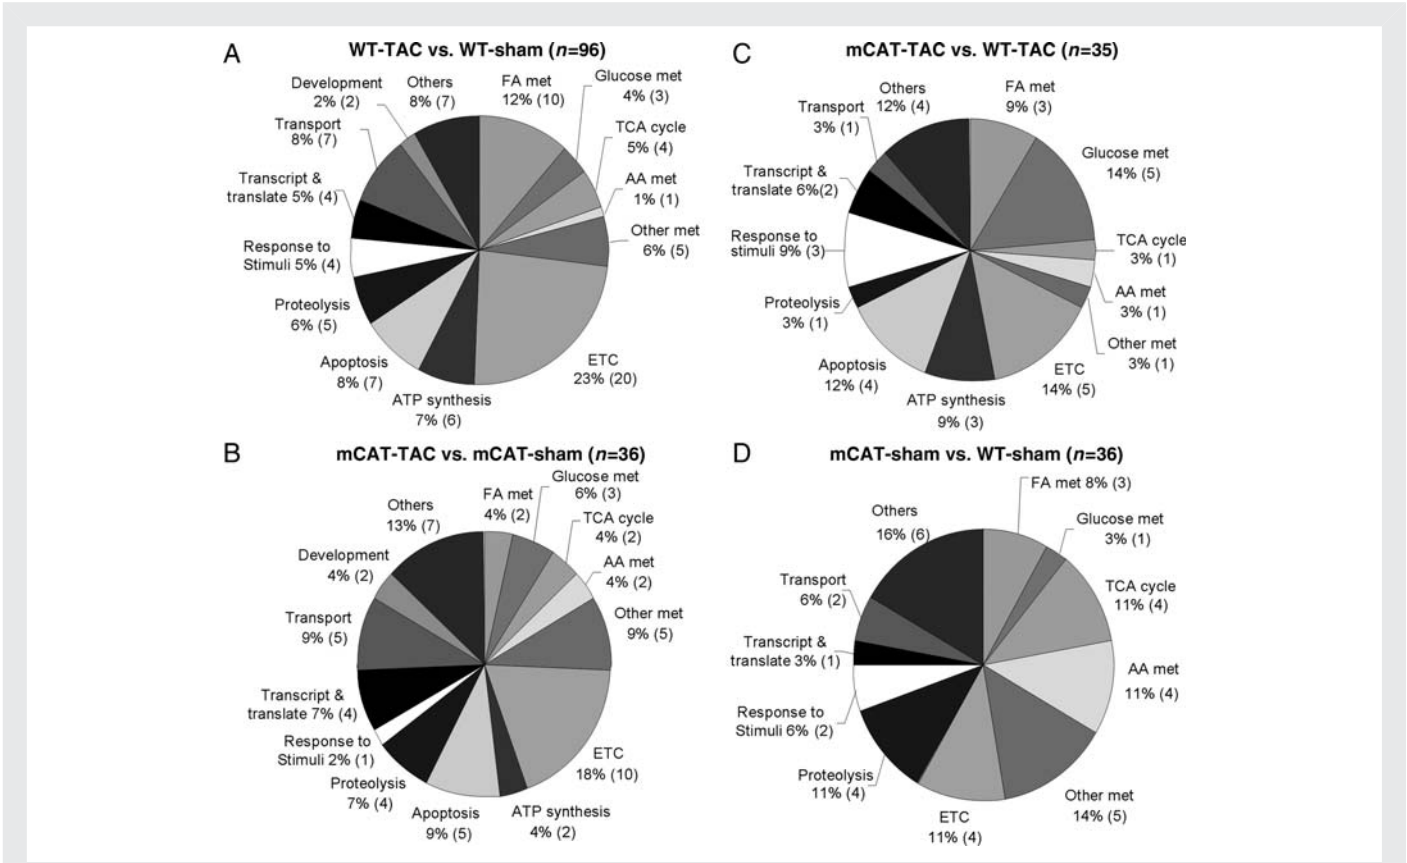 A
WT-TAC vs. WT-sham (n=96)
Development
2% (2)
Others
8% (7)
FA met
12% (10)
Glucose met
4% (3)
TCA cycle
5% (4)
AA met
1% (1)
Other met
6% (5)
ETC
23% (20)
ATP synthesis
7% (6)
Apoptosis
8% (7)
Proteolysis
6% (5)
Response to
Stimuli 5% (4)
Transcript &
translate 5% (4)
Transport
8% (7)
C
mCAT-TAC vs. WT-TAC (n=35)
Others
12% (4)
FA met
9% (3)
Glucose met
14% (5)
TCA cycle
3% (1)
AA met
3% (1)
Other met
3% (1)
ETC
14% (5)
ATP synthesis
9% (3)
Apoptosis
12% (4)
Proteolysis
3% (1)
Response to
stimuli 9% (3)
Transcript &
translate 6%(2)
Transport
3% (1)
B
mCAT-TAC vs. mCAT-sham (n=36)
Others
13% (7)
FA met
4% (2)
Glucose met
6% (3)
TCA cycle
4% (2)
AA met
4% (2)
Other met
9% (5)
ETC
18% (10)
ATP synthesis
4% (2)
Apoptosis
9% (5)
Proteolysis
7% (4)
Response to
Stimuli 2% (1)
Transcript &
translate 7% (4)
Transport
9% (5)
Development
4% (2)
D
mCAT-sham vs. WT-sham (n=36)
Others
16% (6)
FA met 8% (3)
Glucose met
3% (1)
TCA cycle
11% (4)
AA met
11% (4)
Other met
14% (5)
ETC
11% (4)
Proteolysis
11% (4)
Response to
Stimuli 6% (2)
Transcript &
translate 3% (1)
Transport
6% (2)